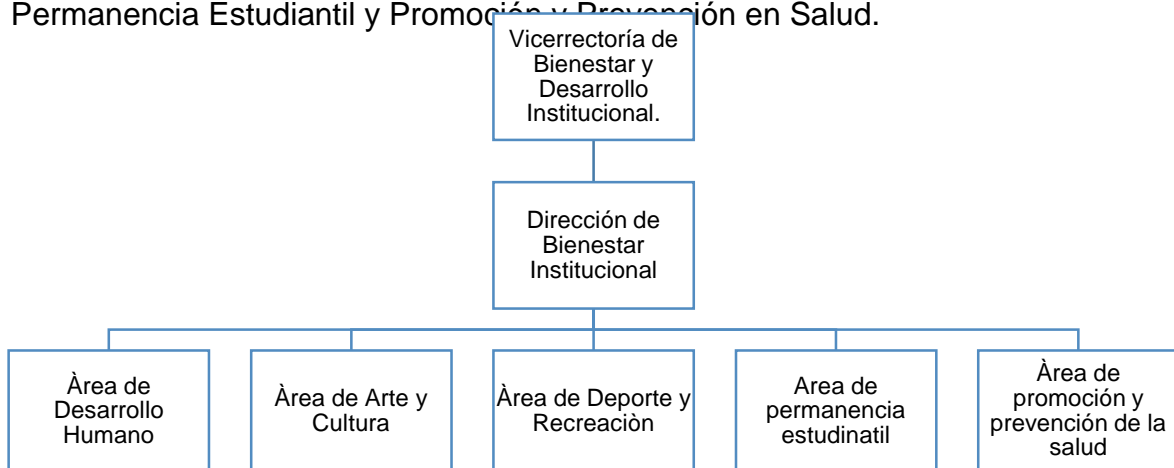 Permanencia Estudiantil y Promoción y Prevención en Salud.
Vicerrectoría de
Bienestar y
Desarrollo
Institucional.
Dirección de
Bienestar
Institucional
Àrea de
Desarrollo
Humano
Àrea de Arte y
Cultura
Àrea de Deporte y
Recreaciòn
Area de
permanencia
estudinatil
Àrea de
promoción y
prevención de la
salud